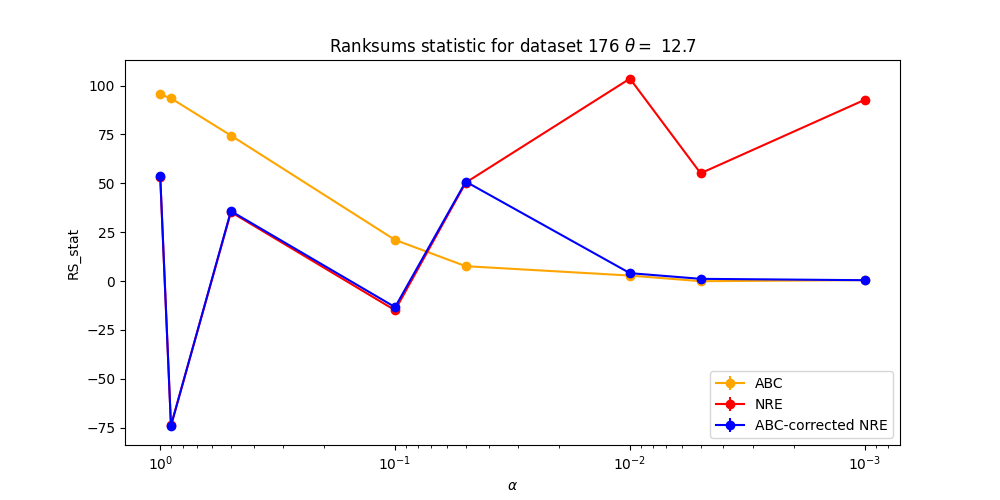 Ranksums statistic for dataset 176 θ = 12.7
RS_stat
100
75
50
25
0
−25
−50
−75
10⁰
10⁻¹
10⁻²
10⁻³
α
ABC
NRE
ABC-corrected NRE